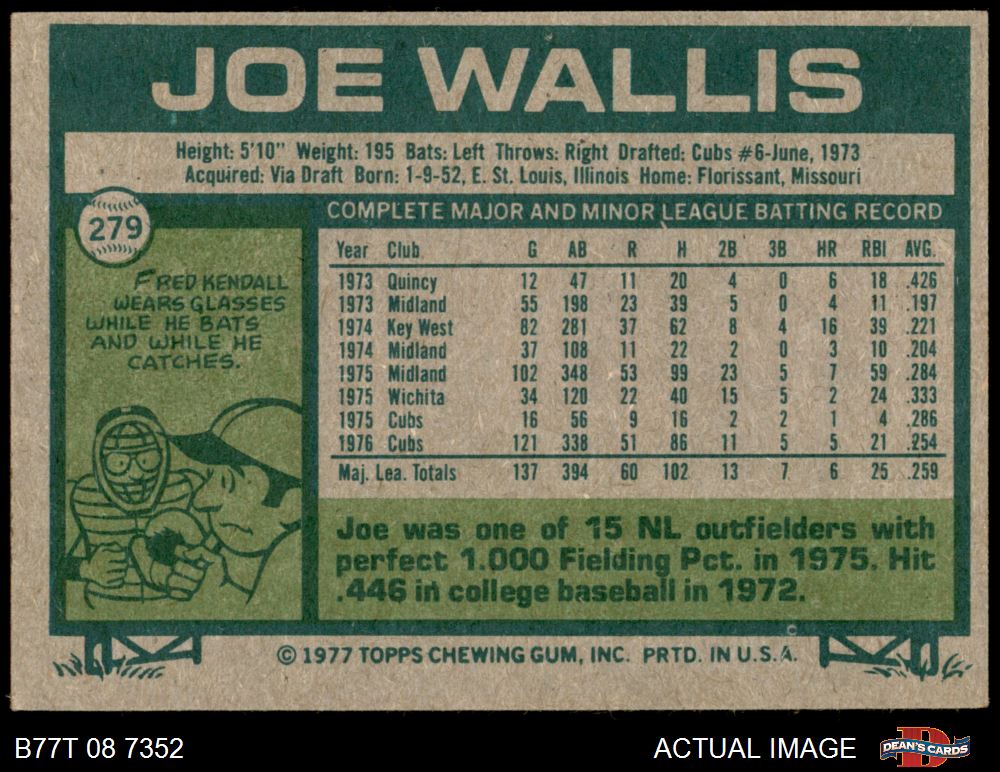 JOE WALLIS
Height: 5'10" Weight: 195 Bats: Left Throws: Right Drafted: Cubs #6-June, 1973
Acquired: Via Draft Born: 1-9-52, E. St. Louis, Illinois Home: Florissant, Missouri
279
FRED KENDALL
WEARS GLASSES
WHILE HE BATS
AND WHILE HE
CATCHES.
COMPLETE MAJOR AND MINOR LEAGUE BATTING RECORD
Year Club G AB R H 2B 3B HR RBI AVG.
1973 Quincy 12 47 11 20 4 0 6 18 .426
1973 Midland 55 198 23 39 5 0 4 11 .197
1974 Key West 82 281 37 62 8 4 16 39 .221
1974 Midland 37 108 11 22 2 0 3 10 .204
1975 Midland 102 348 53 99 23 5 7 59 .284
1975 Wichita 34 120 22 40 15 5 2 24 .333
1975 Cubs 16 56 9 16 2 2 1 4 .286
1976 Cubs 121 338 51 86 11 5 5 21 .254
Maj. Lea. Totals 137 394 60 102 13 7 6 25 .259
Joe was one of 15 NL outfielders with
perfect 1.000 Fielding Pct. in 1975. Hit
.446 in college baseball in 1972.
© 1977 TOPPS CHEWING GUM, INC. PRTD. IN U.S.A.
B77T 08 7352
ACTUAL IMAGE
D
DEAN'S CARDS